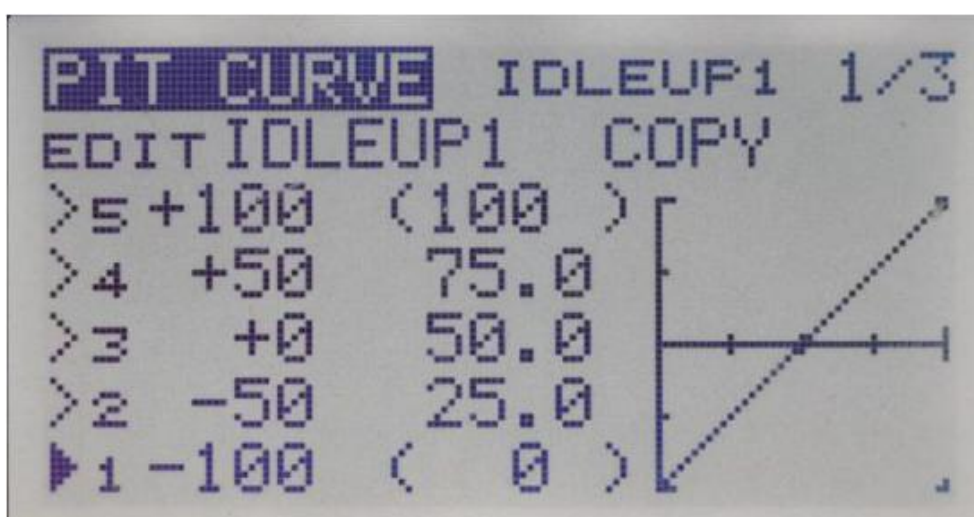 PIT CURVE IDLEUP1 1/3
EDIT IDLEUP1 COPY
>5 +100 (100 )
>4 +50 75.0
>3 +0 50.0
>2 -50 25.0
▶1 -100 ( 0 )